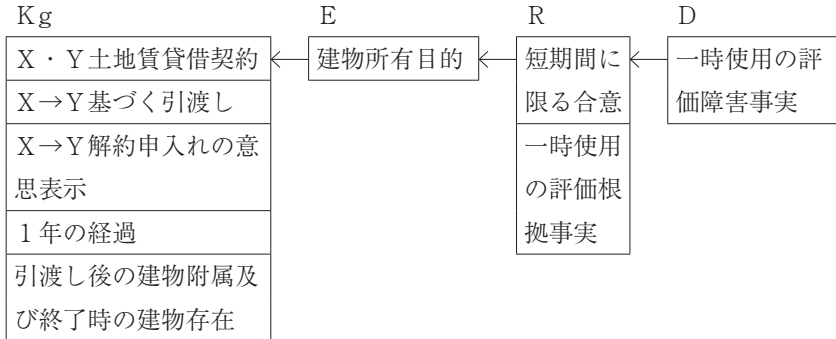 Ｋｇ
Ｘ・Ｙ土地賃貸借契約
Ｘ→Ｙ基づく引渡し
Ｘ→Ｙ解約申入れの意
思表示
１年の経過
引渡し後の建物附属及
び終了時の建物存在
Ｅ
建物所有目的
Ｒ
短期間に
限る合意
一時使用
の評価根
拠事実
Ｄ
一時使用の評
価障害事実